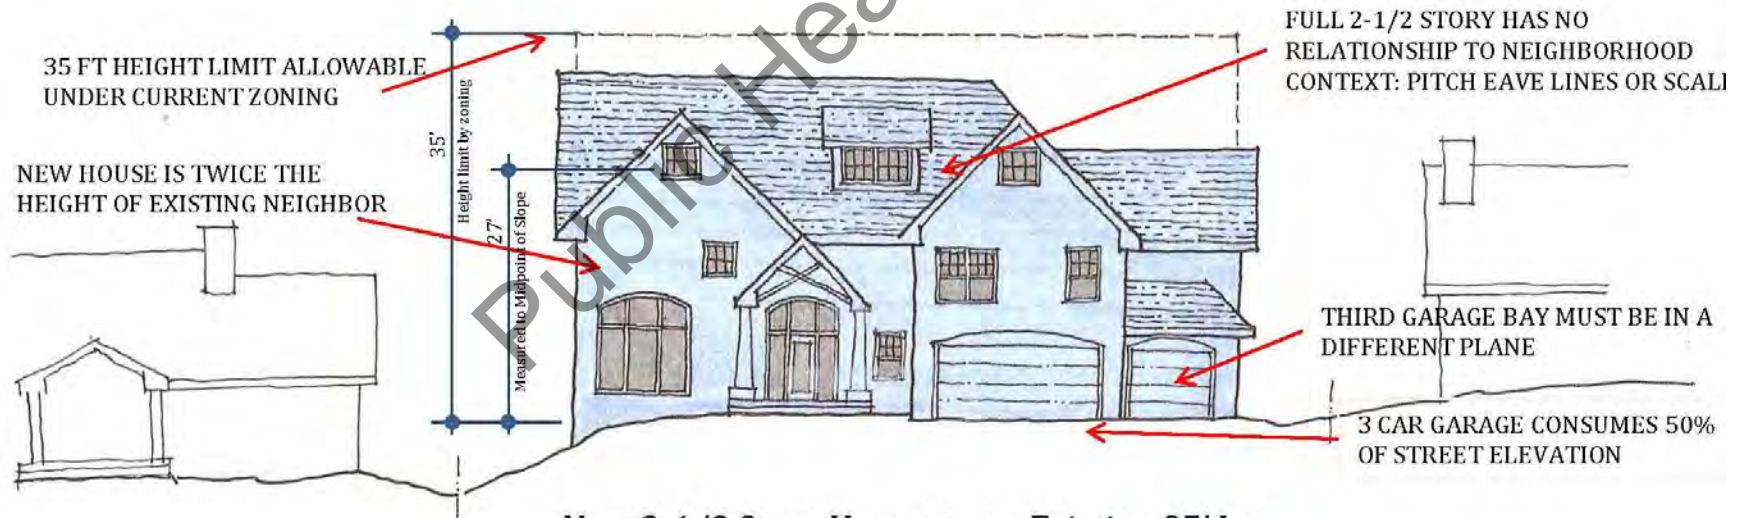 35 FT HEIGHT LIMIT ALLOWABLE
UNDER CURRENT ZONING
NEW HOUSE IS TWICE THE
HEIGHT OF EXISTING NEIGHBOR
35'
Height limit by zoning
27'
Measured to Midpoint of Slope
Public Hea
FULL 2-1/2 STORY HAS NO
RELATIONSHIP TO NEIGHBORHOOD
CONTEXT: PITCH EAVE LINES OR SCAL
THIRD GARAGE BAY MUST BE IN A
DIFFERENT PLANE
3 CAR GARAGE CONSUMES 50%
OF STREET ELEVATION